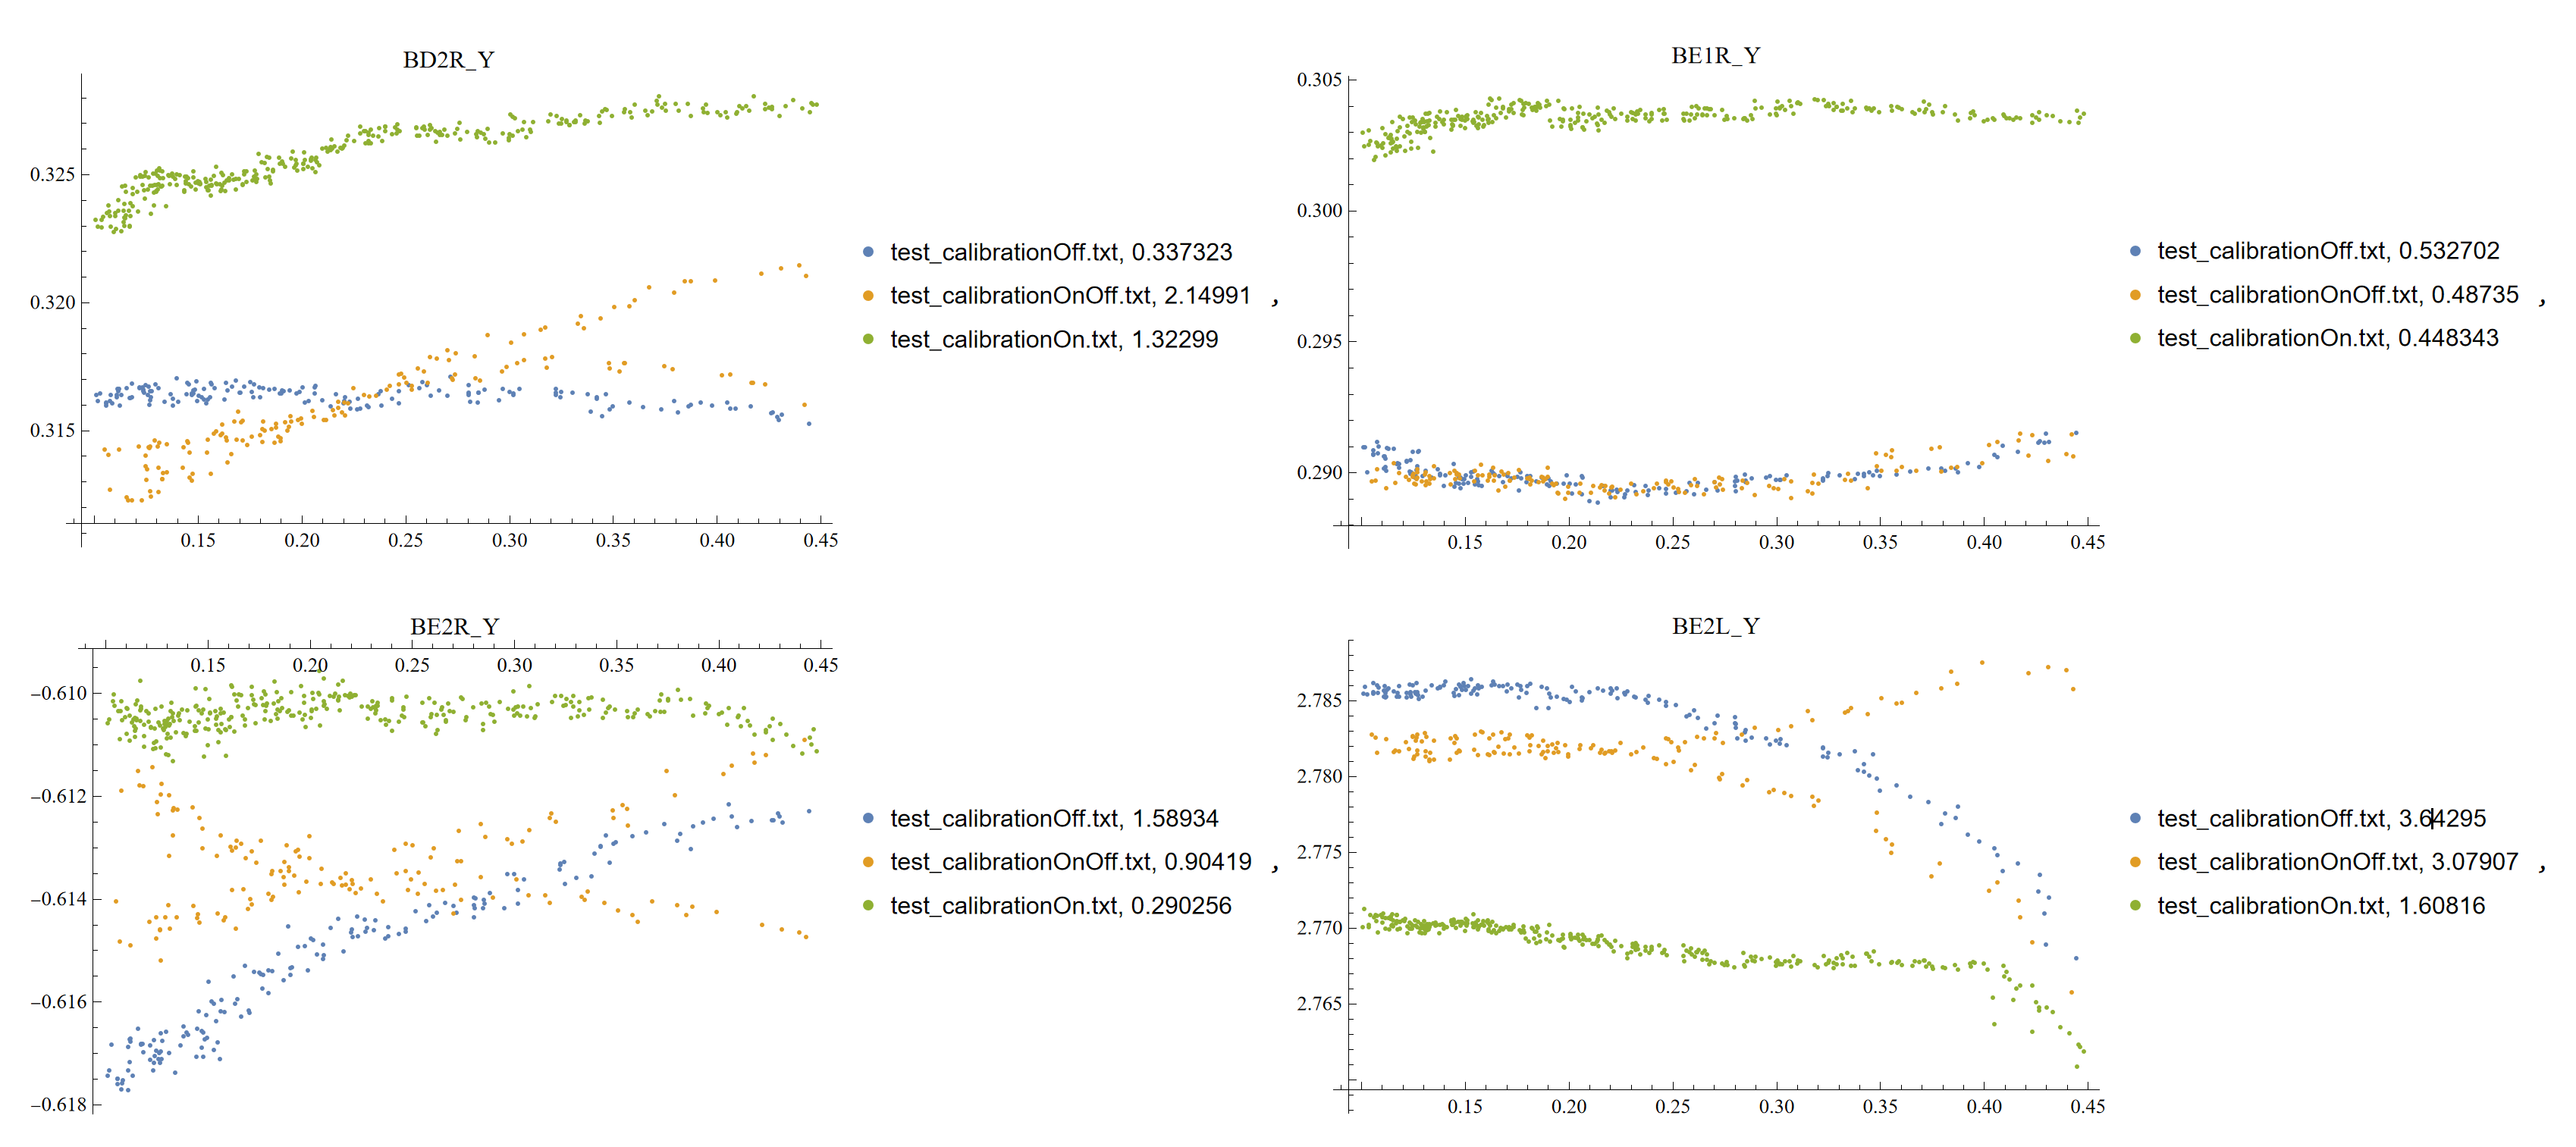 BD2R_Y
0.325
0.320
0.315
0.15 0.20 0.25 0.30 0.35 0.40 0.45
test_calibrationOff.txt, 0.337323
test_calibrationOnOff.txt, 2.14991 ,
test_calibrationOn.txt, 1.32299
BE1R_Y
0.305
0.300
0.295
0.290
0.15 0.20 0.25 0.30 0.35 0.40 0.45
test_calibrationOff.txt, 0.532702
test_calibrationOnOff.txt, 0.48735 ,
test_calibrationOn.txt, 0.448343
BE2R_Y
0.15 0.20 0.25 0.30 0.35 0.40 0.45
−0.610
−0.612
−0.614
−0.616
−0.618
test_calibrationOff.txt, 1.58934
test_calibrationOnOff.txt, 0.90419 ,
test_calibrationOn.txt, 0.290256
BE2L_Y
2.785
2.780
2.775
2.770
2.765
0.15 0.20 0.25 0.30 0.35 0.40 0.45
test_calibrationOff.txt, 3.64295
test_calibrationOnOff.txt, 3.07907 ,
test_calibrationOn.txt, 1.60816